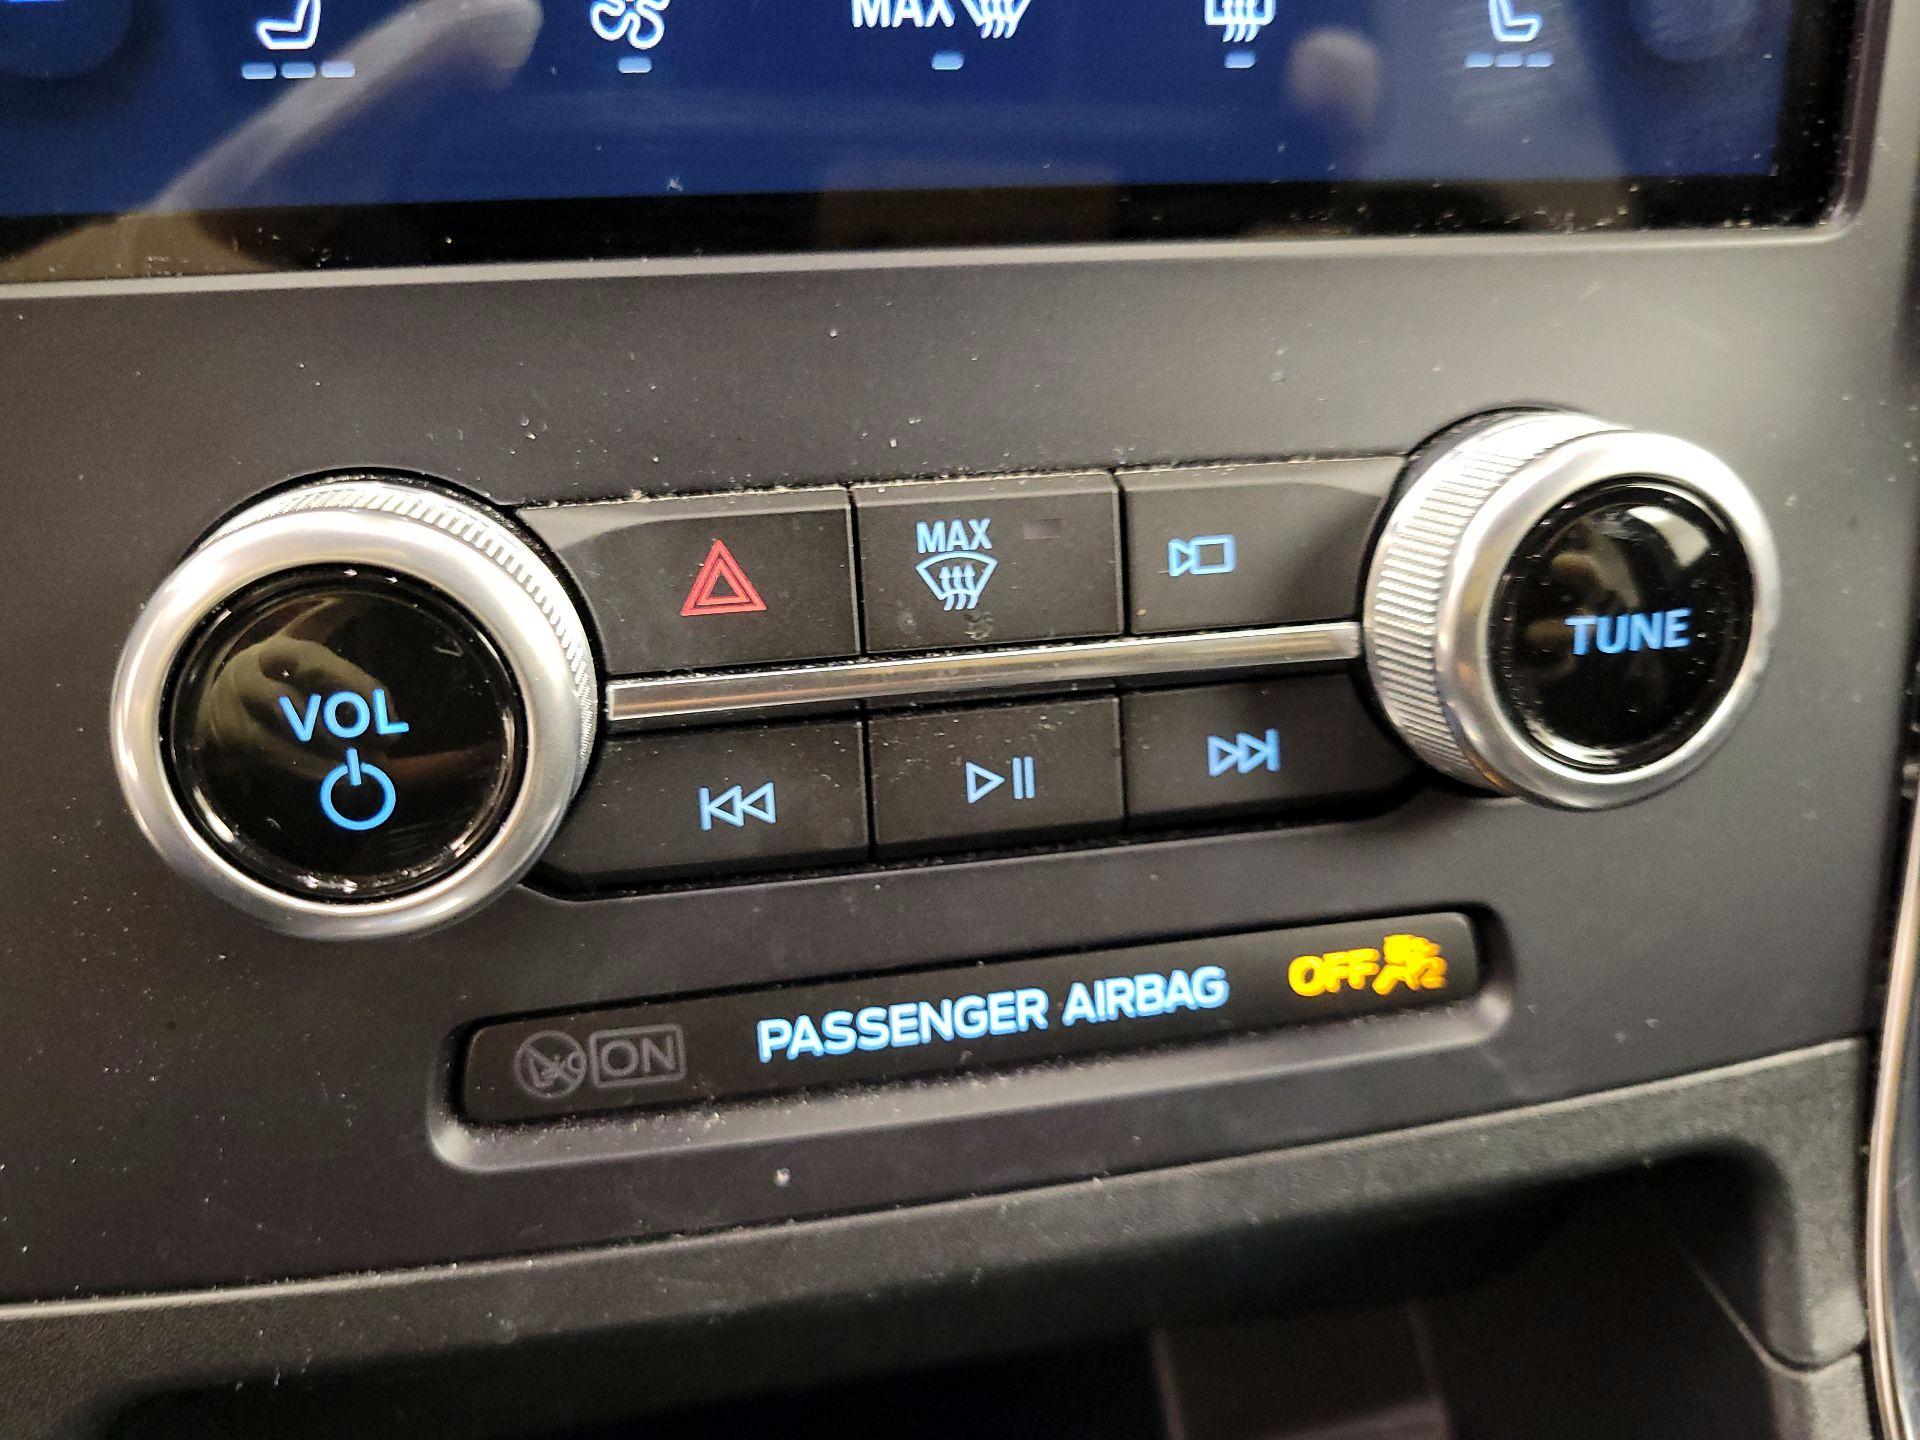 MAX
MAX
VOL
TUNE
ON PASSENGER AIRBAG OFF